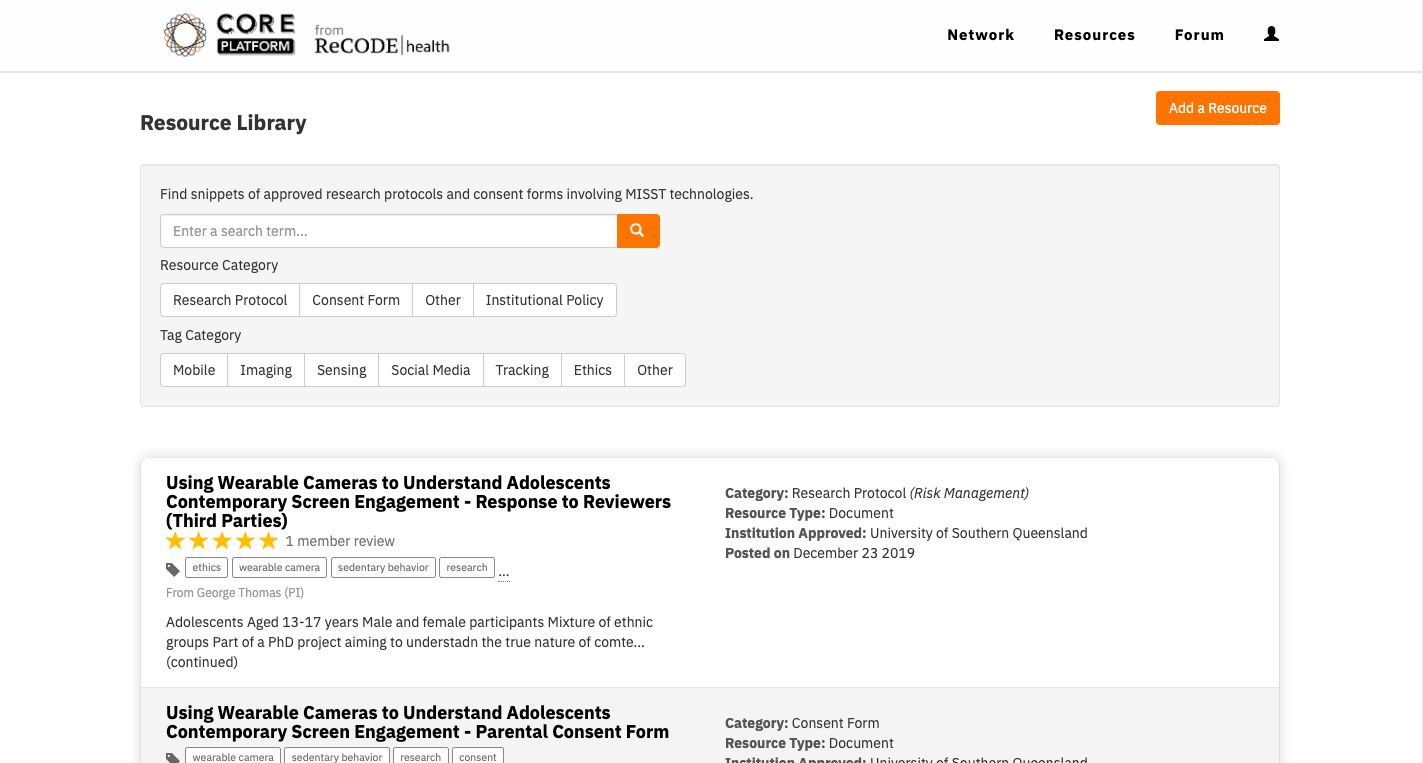 CORE
PLATFORM
from
ReCODE health
Network Resources Forum
Add a Resource
Resource Library
Find snippets of approved research protocols and consent forms involving MISST technologies.
Enter a search term...
Resource Category
Research Protocol Consent Form Other Institutional Policy
Tag Category
Mobile Imaging Sensing Social Media Tracking Ethics Other
Using Wearable Cameras to Understand Adolescents
Contemporary Screen Engagement - Response to Reviewers
(Third Parties)
1 member review
ethics wearable camera sedentary behavior research ...
From George Thomas (PI)
Adolescents Aged 13-17 years Male and female participants Mixture of ethnic
groups Part of a PhD project aiming to understadn the true nature of comte...
(continued)
Category: Research Protocol (Risk Management)
Resource Type: Document
Institution Approved: University of Southern Queensland
Posted on December 23 2019
Using Wearable Cameras to Understand Adolescents
Contemporary Screen Engagement - Parental Consent Form
wearable camera sedentary behavior research consent
Category: Consent Form
Resource Type: Document
Institution Approved: University of Southern Queensland